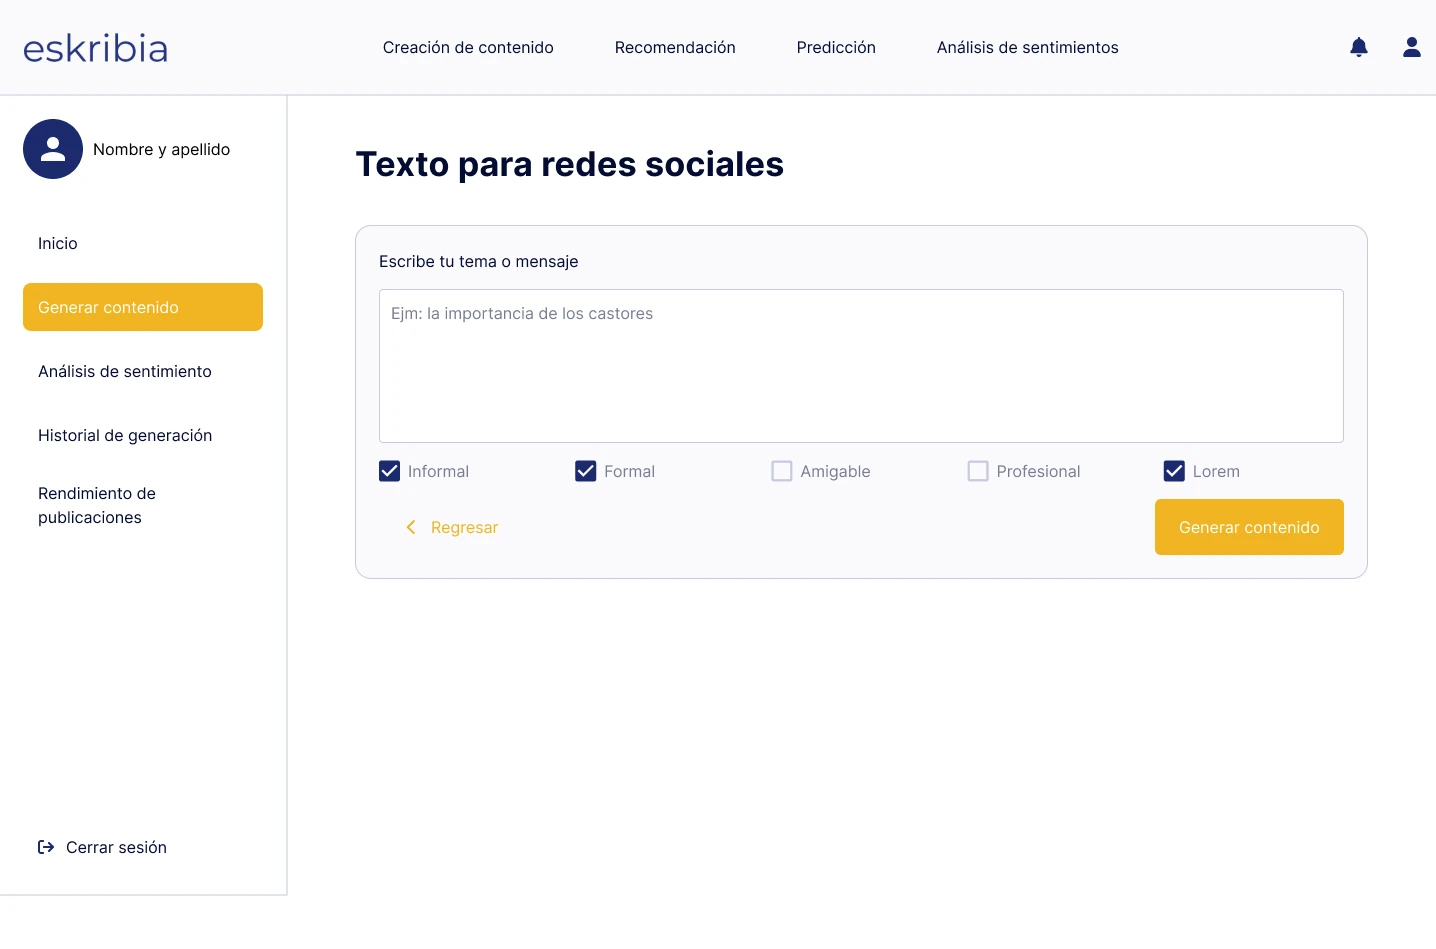 eskribia
Creación de contenido
Recomendación
Predicción
Análisis de sentimientos
Nombre y apellido
Inicio
Generar contenido
Análisis de sentimiento
Historial de generación
Rendimiento de
publicaciones
Cerrar sesión
Texto para redes sociales
Escribe tu tema o mensaje
Ejm: la importancia de los castores
Informal
Formal
Amigable
Profesional
Lorem
Regresar
Generar contenido